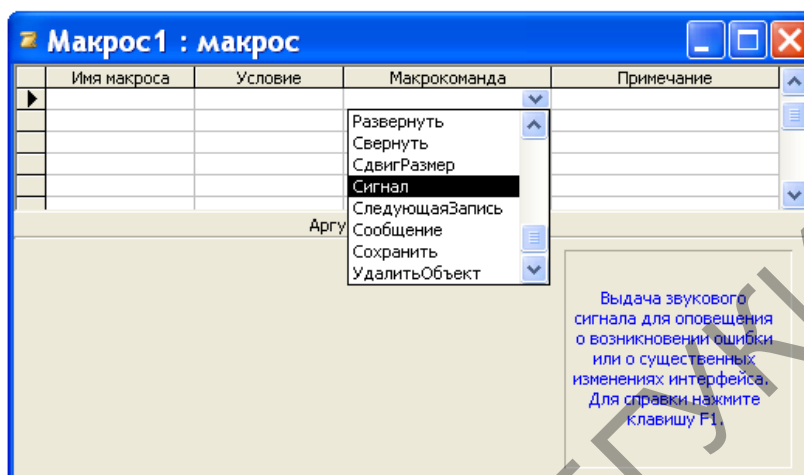 Макрос1 : макрос
Имя макроса Условие Макрокоманда Примечание
Развернуть
Свернуть
СдвигРазмер
Сигнал
СледующаяЗапись
Аргу
Сообщение
Сохранить
УдалитьОбъект
Выдача звукового
сигнала для оповещения
о возникновении ошибки
или о существенных
изменениях интерфейса.
Для справки нажмите
клавишу F1.